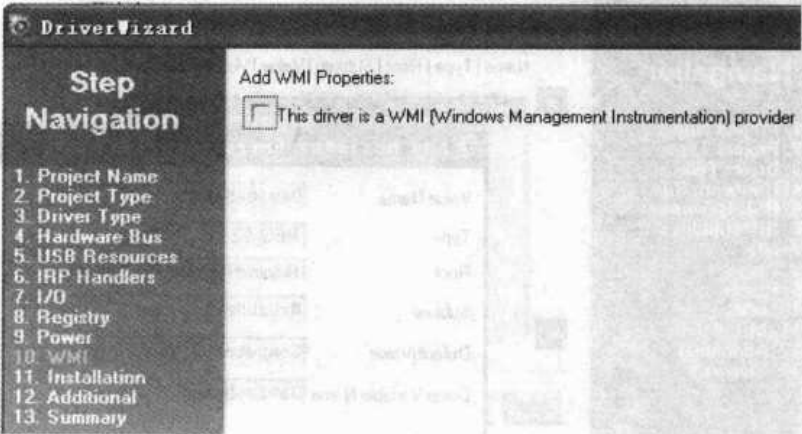 DriverWizard
Step
Navigation
1. Project Name
2. Project Type
3. Driver Type
4. Hardware Bus
5. USB Resources
6. IRP Handlers
7. I/O
8. Registry
9. Power
10. WMI
11. Installation
12. Additional
13. Summary
Add WMI Properties:
This driver is a WMI (Windows Management Instrumentation) provider